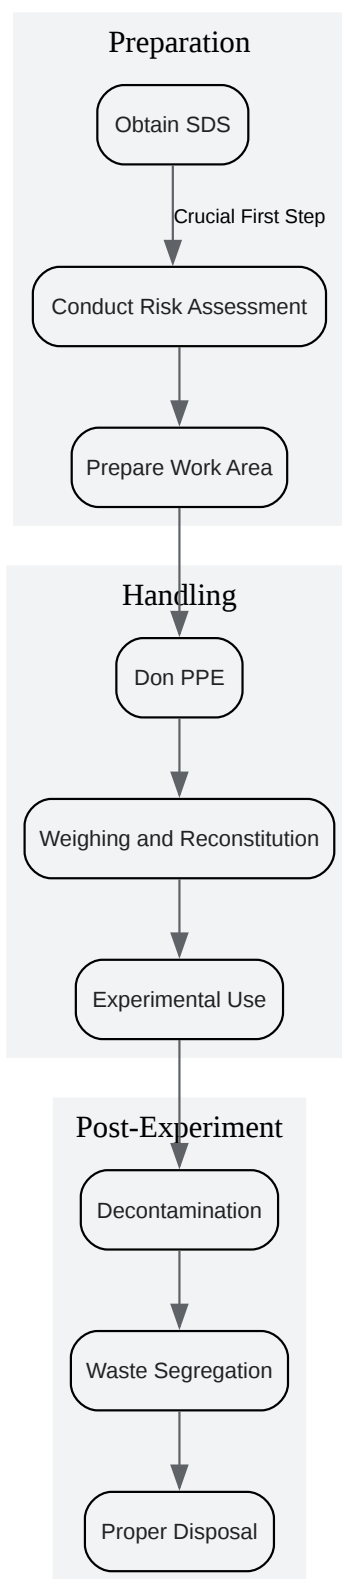 Preparation
Obtain SDS
Crucial First Step
Conduct Risk Assessment
Prepare Work Area
Handling
Don PPE
Weighing and Reconstitution
Experimental Use
Post-Experiment
Decontamination
Waste Segregation
Proper Disposal